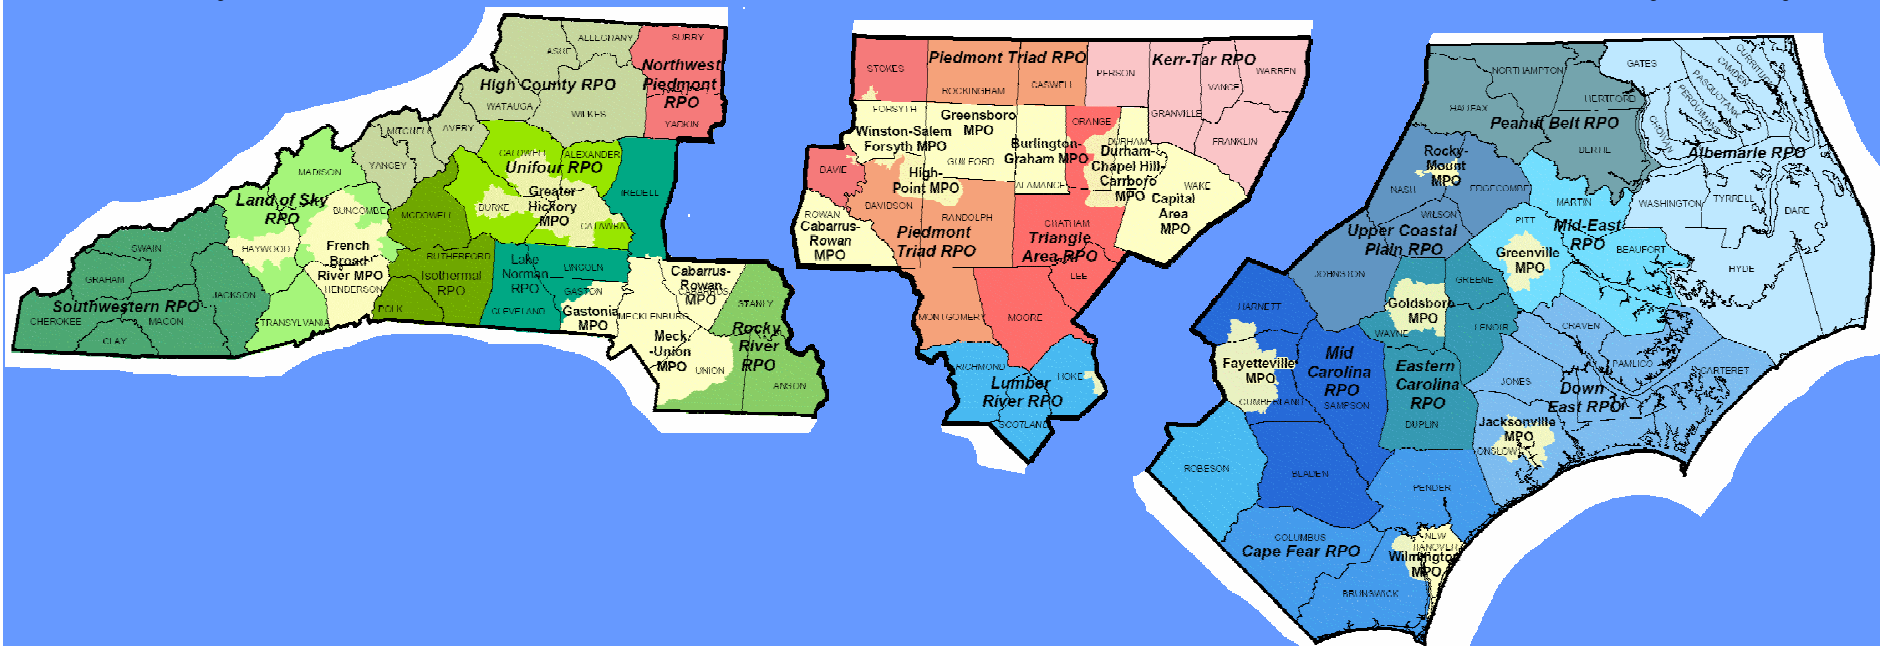 ALLEGHANY
SURRY
ASHE
Northwest
Piedmont
RPO
High County RPO
WATAUGA
WILKES
YADKIN
MITCHELL
AVERY
YANCEY
CALDWELL
ALEXANDER
Unifour RPO
MADISON
IREDELL
Greater
Hickory
MPO
BURKE
CATAWBA
Land of Sky
RPO
BUNCOMBE
MCDOWELL
HAYWOOD
French
Broad
River MPO
SWAIN
RUTHERFORD
Isothermal
RPO
Lake
Norman
RPO
LINCOLN
GRAHAM
JACKSON
HENDERSON
Southwestern RPO
CHEROKEE
MACON
CLAY
TRANSYLVANIA
POLK
CLEVELAND
GASTON
Gastonia
MPO
Cabarrus-
Rowan
MPO
CABARRUS
STANLY
MECKLENBURG
Meck.
-Union
MPO
UNION
Rocky
River
RPO
ANSON
STOKES
Piedmont Triad RPO
ROCKINGHAM
CASWELL
PERSON
Kerr-Tar RPO
WARREN
VANCE
GRANVILLE
FRANKLIN
FORSYTH
Winston-Salem
Forsyth MPO
Greensboro
MPO
GUILFORD
Burlington-
Graham MPO
ALAMANCE
ORANGE
DURHAM
Durham-
Chapel Hill-
Carrboro
MPO
WAKE
Capital
Area
MPO
DAVIE
High-
Point MPO
DAVIDSON
RANDOLPH
ROWAN
Cabarrus-
Rowan
MPO
Piedmont
Triad RPO
CHATHAM
Triangle
Area RPO
LEE
MONTGOMERY
MOORE
RICHMOND
HOKE
Lumber
River RPO
SCOTLAND
NORTHAMPTON
GATES
CURRITUCK
CAMDEN
PASQUOTANK
PERQUIMANS
CHOWAN
HERTFORD
HALIFAX
Peanut Belt RPO
BERTIE
Albemarle RPO
Rocky-
Mount
MPO
NASH
EDGECOMBE
MARTIN
WASHINGTON
TYRRELL
DARE
WILSON
PITT
Mid-East
RPO
BEAUFORT
Upper Coastal
Plain RPO
Greenville
MPO
HYDE
JOHNSTON
GREENE
HARNETT
Goldsboro
MPO
WAYNE
LENOIR
CRAVEN
Fayetteville
MPO
CUMBERLAND
Mid
Carolina
RPO
SAMPSON
Eastern
Carolina
RPO
DUPLIN
JONES
PAMLICO
CARTERET
Down
East RPO
Jacksonville
MPO
ONSLOW
ROBESON
BLADEN
PENDER
COLUMBUS
Cape Fear RPO
NEW
HANOVER
Wilmington
MPO
BRUNSWICK